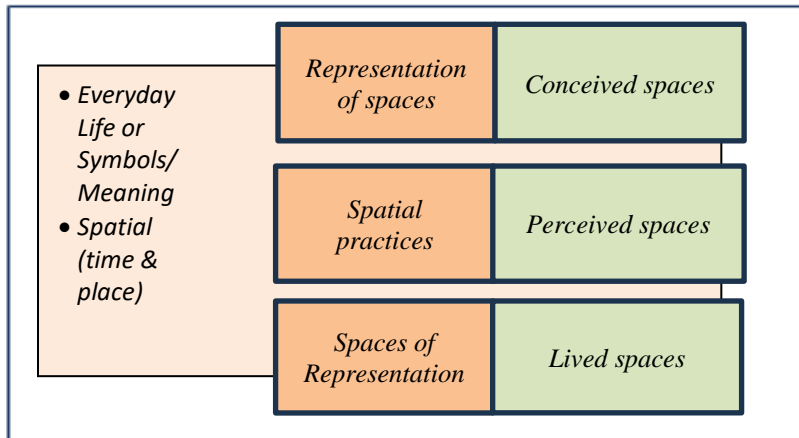 • Everyday
Life or
Symbols/
Meaning
• Spatial
(time &
place)
Representation
of spaces
Conceived spaces
Spatial
practices
Perceived spaces
Spaces of
Representation
Lived spaces